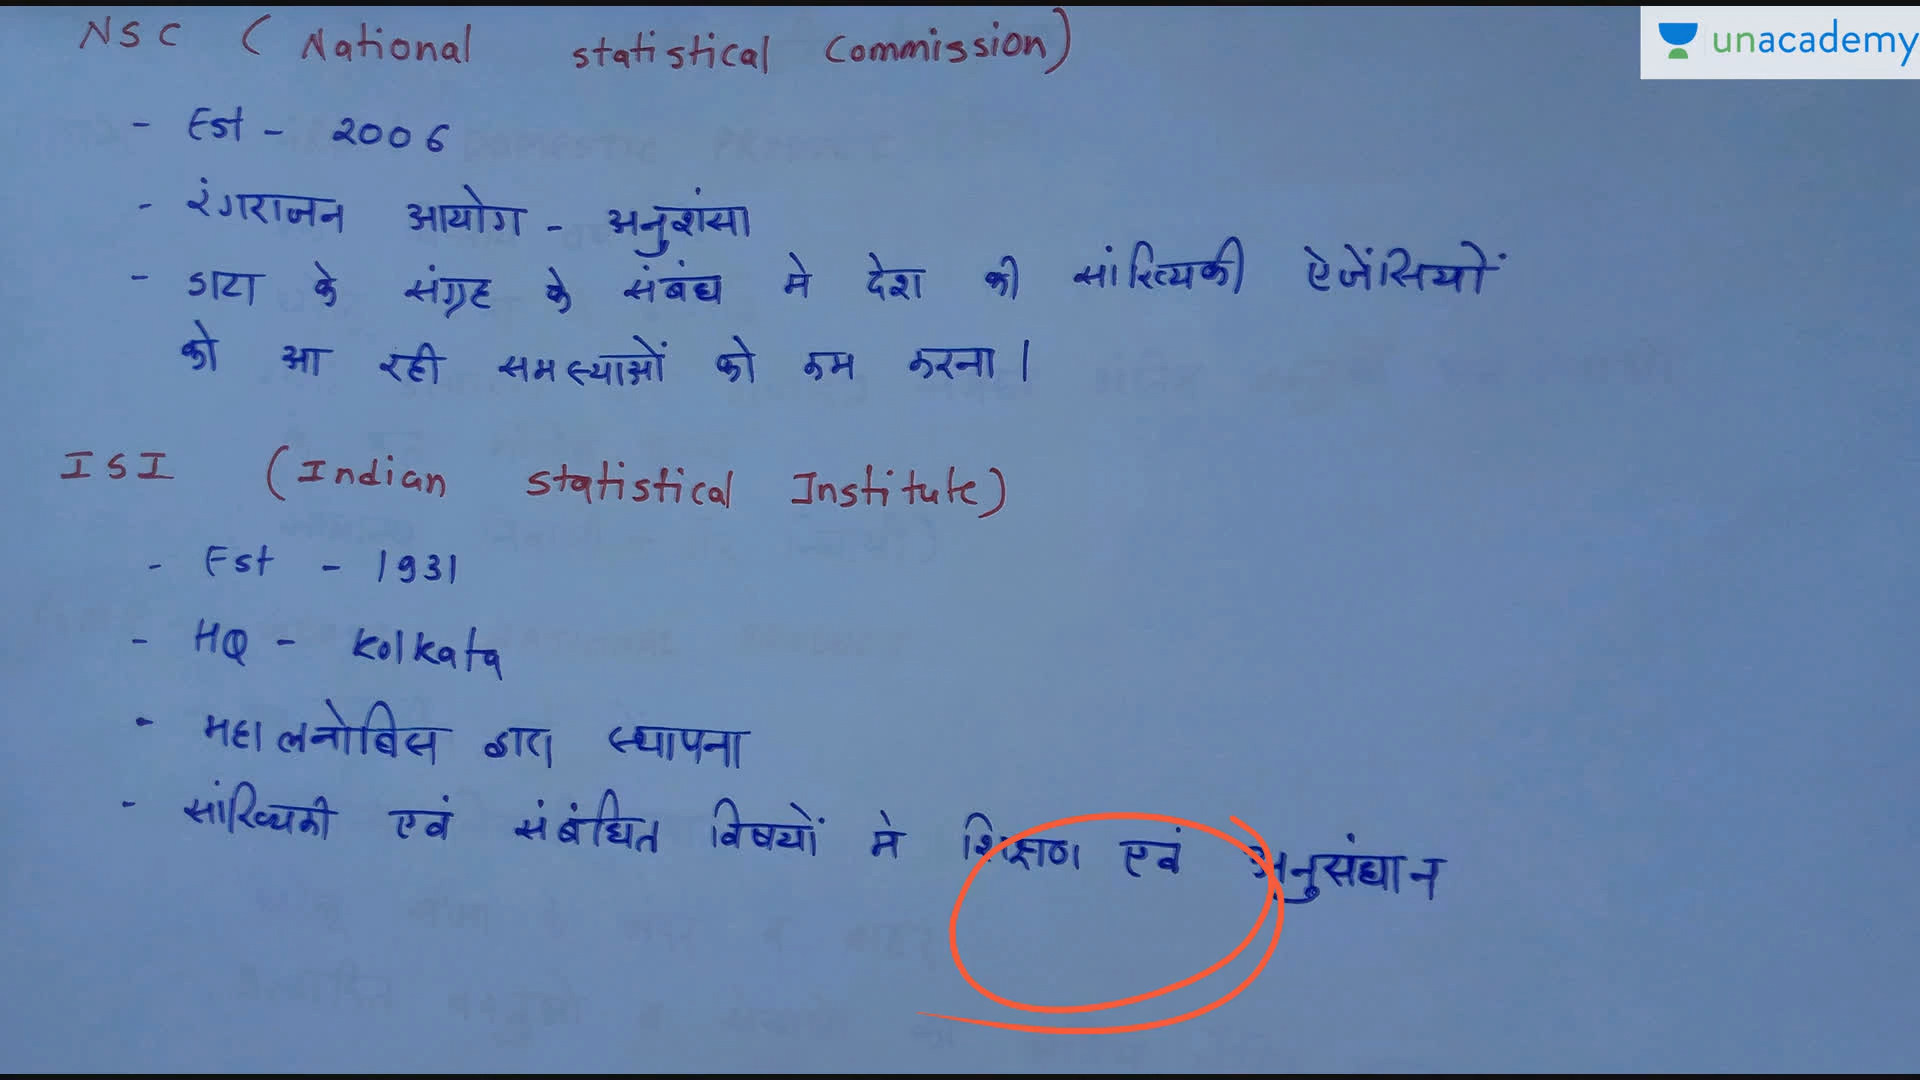 NSC ( National statistical Commission)
unacademy
- Est - 2006
- रंगराजन आयोग - अनुशंसा
- डाटा के संग्रह के संबंध मे देश की सांख्यिकी ऐजेंसियों
को आ रही समस्याओं को कम करना।
ISI (Indian statistical Institute)
- Est - 1931
- HQ - Kolkata
- महालनोबिस द्वारा स्थापना
- सांख्यिकी एवं संबंधित विषयों मे शिक्षण एवं अनुसंधान